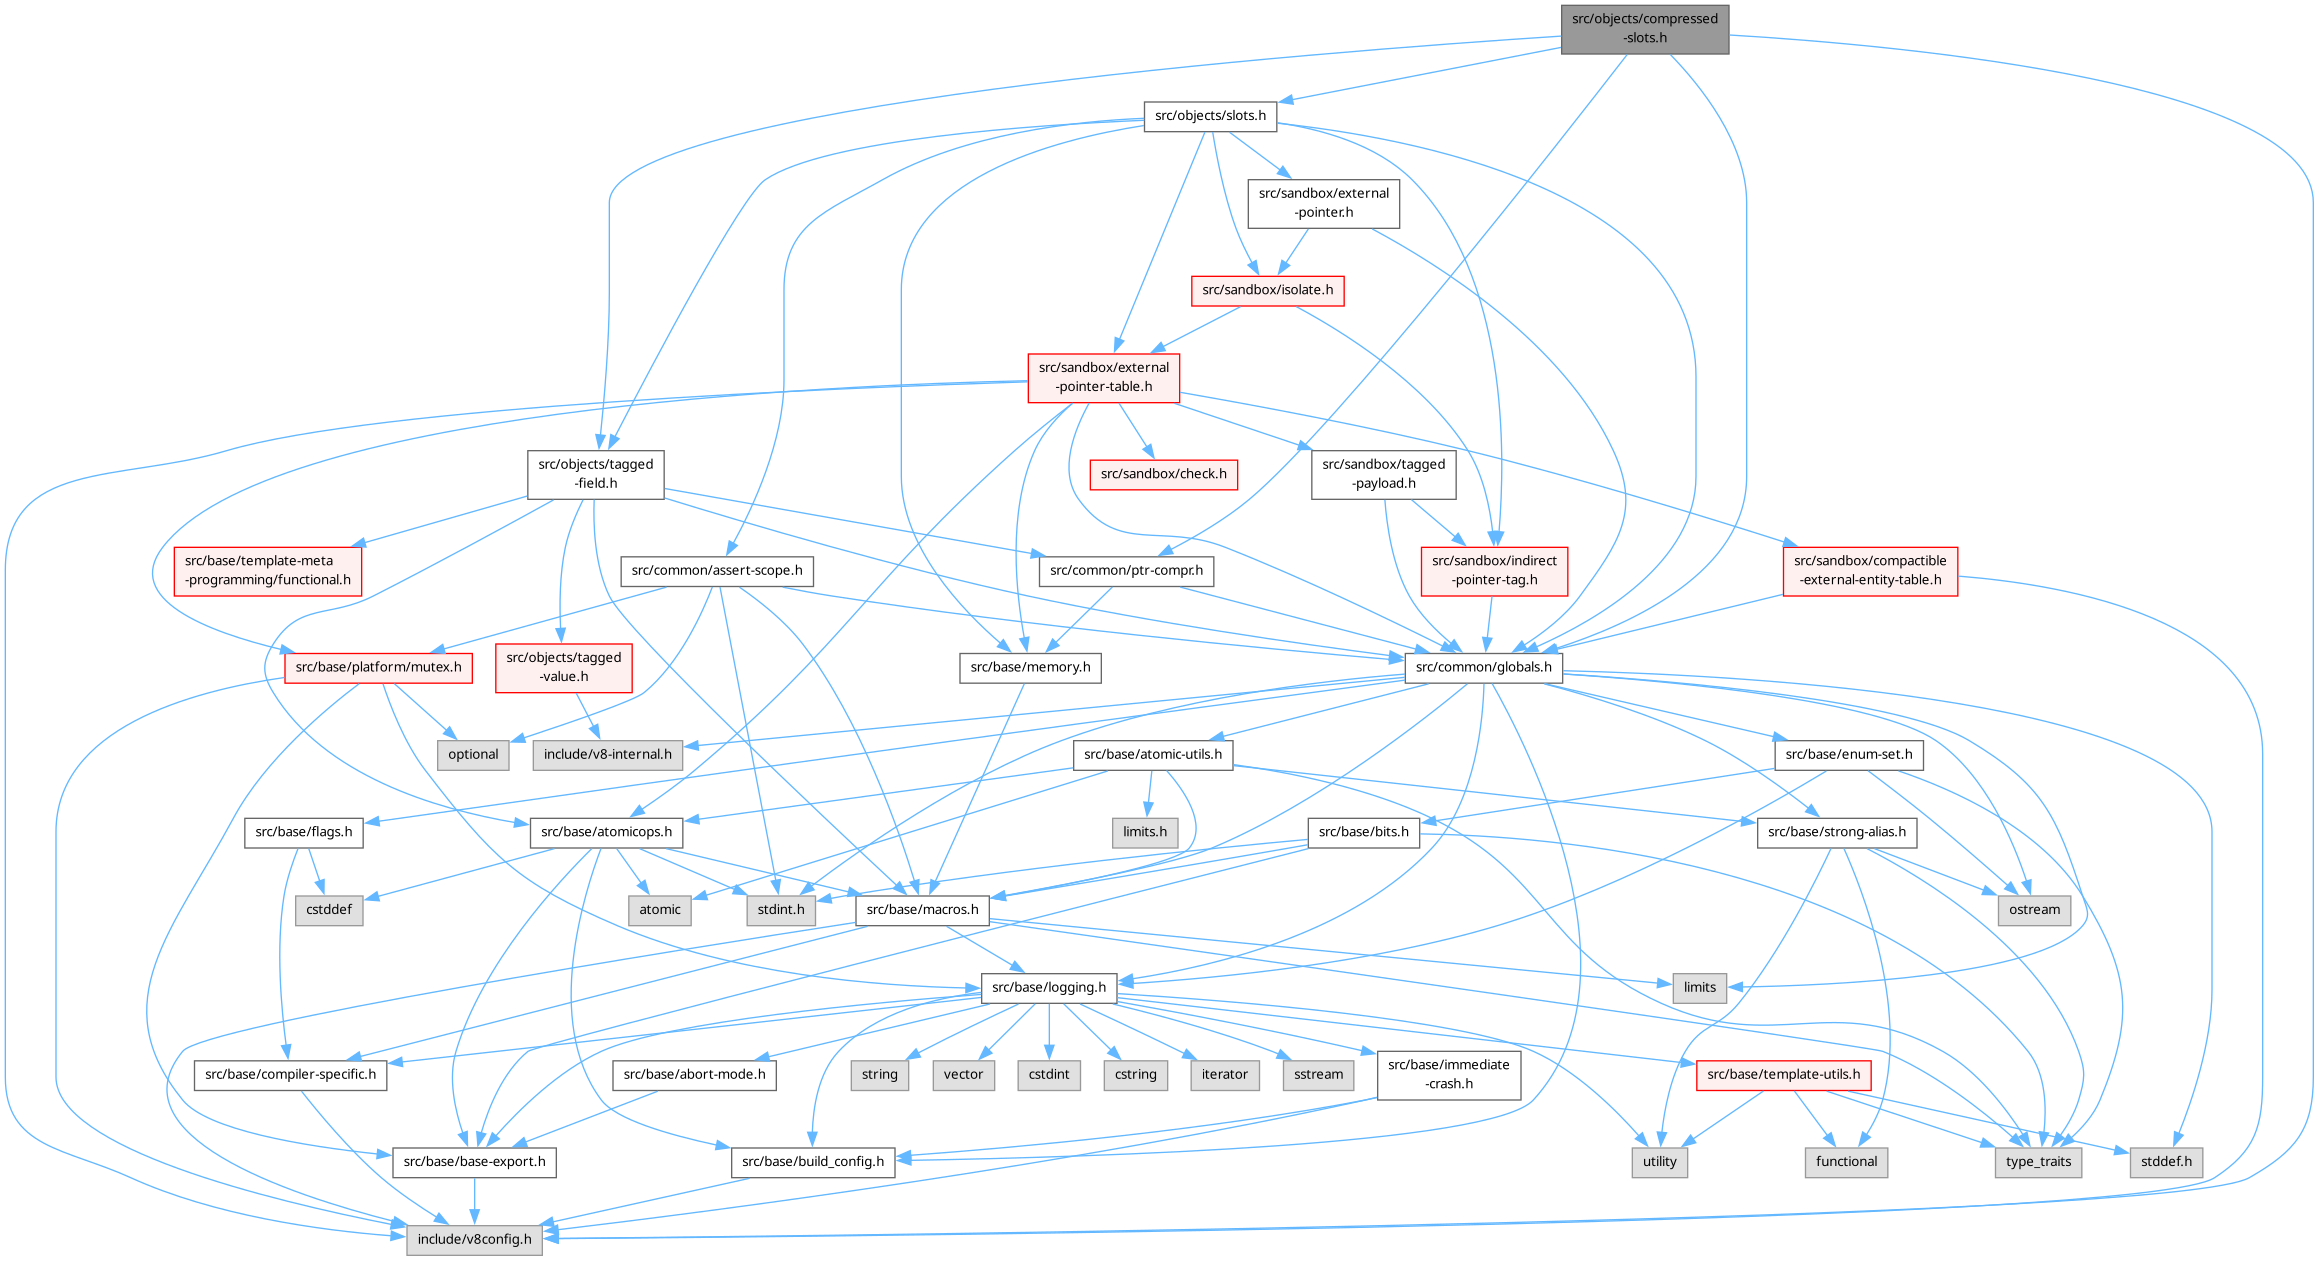 src/objects/compressed
-slots.h
src/objects/slots.h
src/sandbox/external
-pointer.h
src/sandbox/isolate.h
src/sandbox/external
-pointer-table.h
src/objects/tagged
-field.h
src/sandbox/check.h
src/sandbox/tagged
-payload.h
src/base/template-meta
-programming/functional.h
src/common/assert-scope.h
src/common/ptr-compr.h
src/sandbox/indirect
-pointer-tag.h
src/sandbox/compactible
-external-entity-table.h
src/base/platform/mutex.h
src/objects/tagged
-value.h
src/base/memory.h
src/common/globals.h
optional
include/v8-internal.h
src/base/atomic-utils.h
src/base/enum-set.h
src/base/flags.h
src/base/atomicops.h
limits.h
src/base/bits.h
src/base/strong-alias.h
cstddef
atomic
stdint.h
src/base/macros.h
ostream
src/base/logging.h
limits
src/base/compiler-specific.h
src/base/abort-mode.h
string
vector
cstdint
cstring
iterator
sstream
src/base/immediate
-crash.h
src/base/template-utils.h
src/base/base-export.h
src/base/build_config.h
utility
functional
type_traits
stddef.h
include/v8config.h